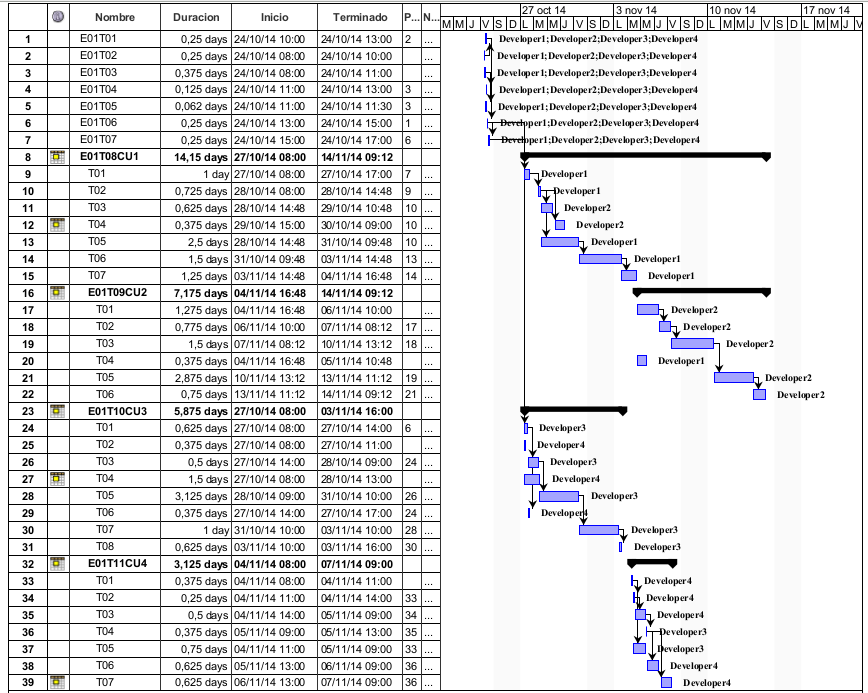 Nombre Duracion Inicio Terminado P... N... 27 oct 14 3 nov 14 10 nov 14 17 nov 14
M M J V S D L M M J V S D L M M J V S D L M M J V S D L M M J V
1 E01T01 0,25 days 24/10/14 10:00 24/10/14 13:00 2 ... Developer1;Developer2;Developer3;Developer4
2 E01T02 0,25 days 24/10/14 08:00 24/10/14 10:00 ... Developer1;Developer2;Developer3;Developer4
3 E01T03 0,375 days 24/10/14 08:00 24/10/14 11:00 ... Developer1;Developer2;Developer3;Developer4
4 E01T04 0,125 days 24/10/14 11:00 24/10/14 13:00 3 ... Developer1;Developer2;Developer3;Developer4
5 E01T05 0,062 days 24/10/14 11:00 24/10/14 11:30 3 ... Developer1;Developer2;Developer3;Developer4
6 E01T06 0,25 days 24/10/14 13:00 24/10/14 15:00 1 ... Developer1;Developer2;Developer3;Developer4
7 E01T07 0,25 days 24/10/14 15:00 24/10/14 17:00 6 ... Developer1;Developer2;Developer3;Developer4
8 E01T08CU1 14,15 days 27/10/14 08:00 14/11/14 09:12
9 T01 1 day 27/10/14 08:00 27/10/14 17:00 7 ... Developer1
10 T02 0,725 days 28/10/14 08:00 28/10/14 14:48 9 ... Developer1
11 T03 0,625 days 28/10/14 14:48 29/10/14 10:48 10 ... Developer2
12 T04 0,375 days 29/10/14 15:00 30/10/14 09:00 10 ... Developer2
13 T05 2,5 days 28/10/14 14:48 31/10/14 09:48 10 ... Developer1
14 T06 1,5 days 31/10/14 09:48 03/11/14 14:48 13 ... Developer1
15 T07 1,25 days 03/11/14 14:48 04/11/14 16:48 14 ... Developer1
16 E01T09CU2 7,175 days 04/11/14 16:48 14/11/14 09:12
17 T01 1,275 days 04/11/14 16:48 06/11/14 10:00 ... Developer2
18 T02 0,775 days 06/11/14 10:00 07/11/14 08:12 17 ... Developer2
19 T03 1,5 days 07/11/14 08:12 10/11/14 13:12 18 ... Developer2
20 T04 0,375 days 04/11/14 16:48 05/11/14 10:48 ... Developer1
21 T05 2,875 days 10/11/14 13:12 13/11/14 11:12 19 ... Developer2
22 T06 0,75 days 13/11/14 11:12 14/11/14 09:12 21 ... Developer2
23 E01T10CU3 5,875 days 27/10/14 08:00 03/11/14 16:00
24 T01 0,625 days 27/10/14 08:00 27/10/14 14:00 6 ... Developer3
25 T02 0,375 days 27/10/14 08:00 27/10/14 11:00 ... Developer4
26 T03 0,5 days 27/10/14 14:00 28/10/14 09:00 24 ... Developer3
27 T04 1,5 days 27/10/14 08:00 28/10/14 13:00 ... Developer4
28 T05 3,125 days 28/10/14 09:00 31/10/14 10:00 26 ... Developer3
29 T06 0,375 days 27/10/14 14:00 27/10/14 17:00 24 ... Developer4
30 T07 1 day 31/10/14 10:00 03/11/14 10:00 28 ... Developer3
31 T08 0,625 days 03/11/14 10:00 03/11/14 16:00 30 ... Developer3
32 E01T11CU4 3,125 days 04/11/14 08:00 07/11/14 09:00
33 T01 0,375 days 04/11/14 08:00 04/11/14 11:00 ... Developer4
34 T02 0,25 days 04/11/14 11:00 04/11/14 14:00 33 ... Developer4
35 T03 0,5 days 04/11/14 14:00 05/11/14 09:00 34 ... Developer4
36 T04 0,375 days 05/11/14 09:00 05/11/14 13:00 35 ... Developer3
37 T05 0,75 days 04/11/14 11:00 05/11/14 09:00 33 ... Developer3
38 T06 0,625 days 05/11/14 13:00 06/11/14 09:00 36 ... Developer4
39 T07 0,625 days 06/11/14 13:00 07/11/14 09:00 36 ... Developer4